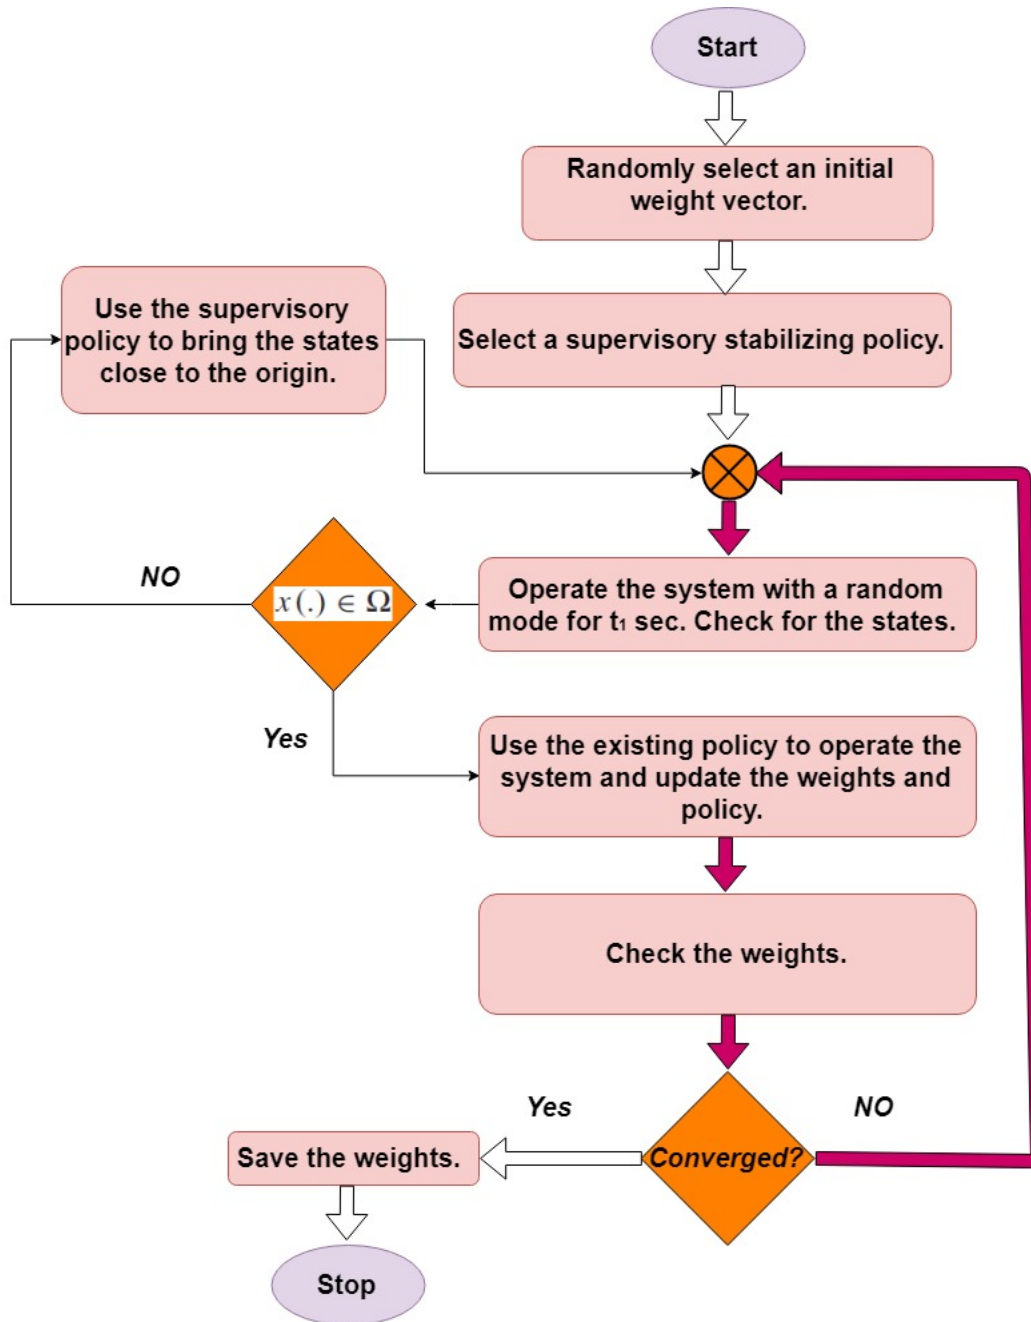 Start
Randomly select an initial
weight vector.
Select a supervisory stabilizing policy.
Use the supervisory
policy to bring the states
close to the origin.
Operate the system with a random
mode for t₁ sec. Check for the states.
x(.) ∈ Ω
NO
Yes
Use the existing policy to operate the
system and update the weights and
policy.
Check the weights.
Converged?
Yes
NO
Save the weights.
Stop